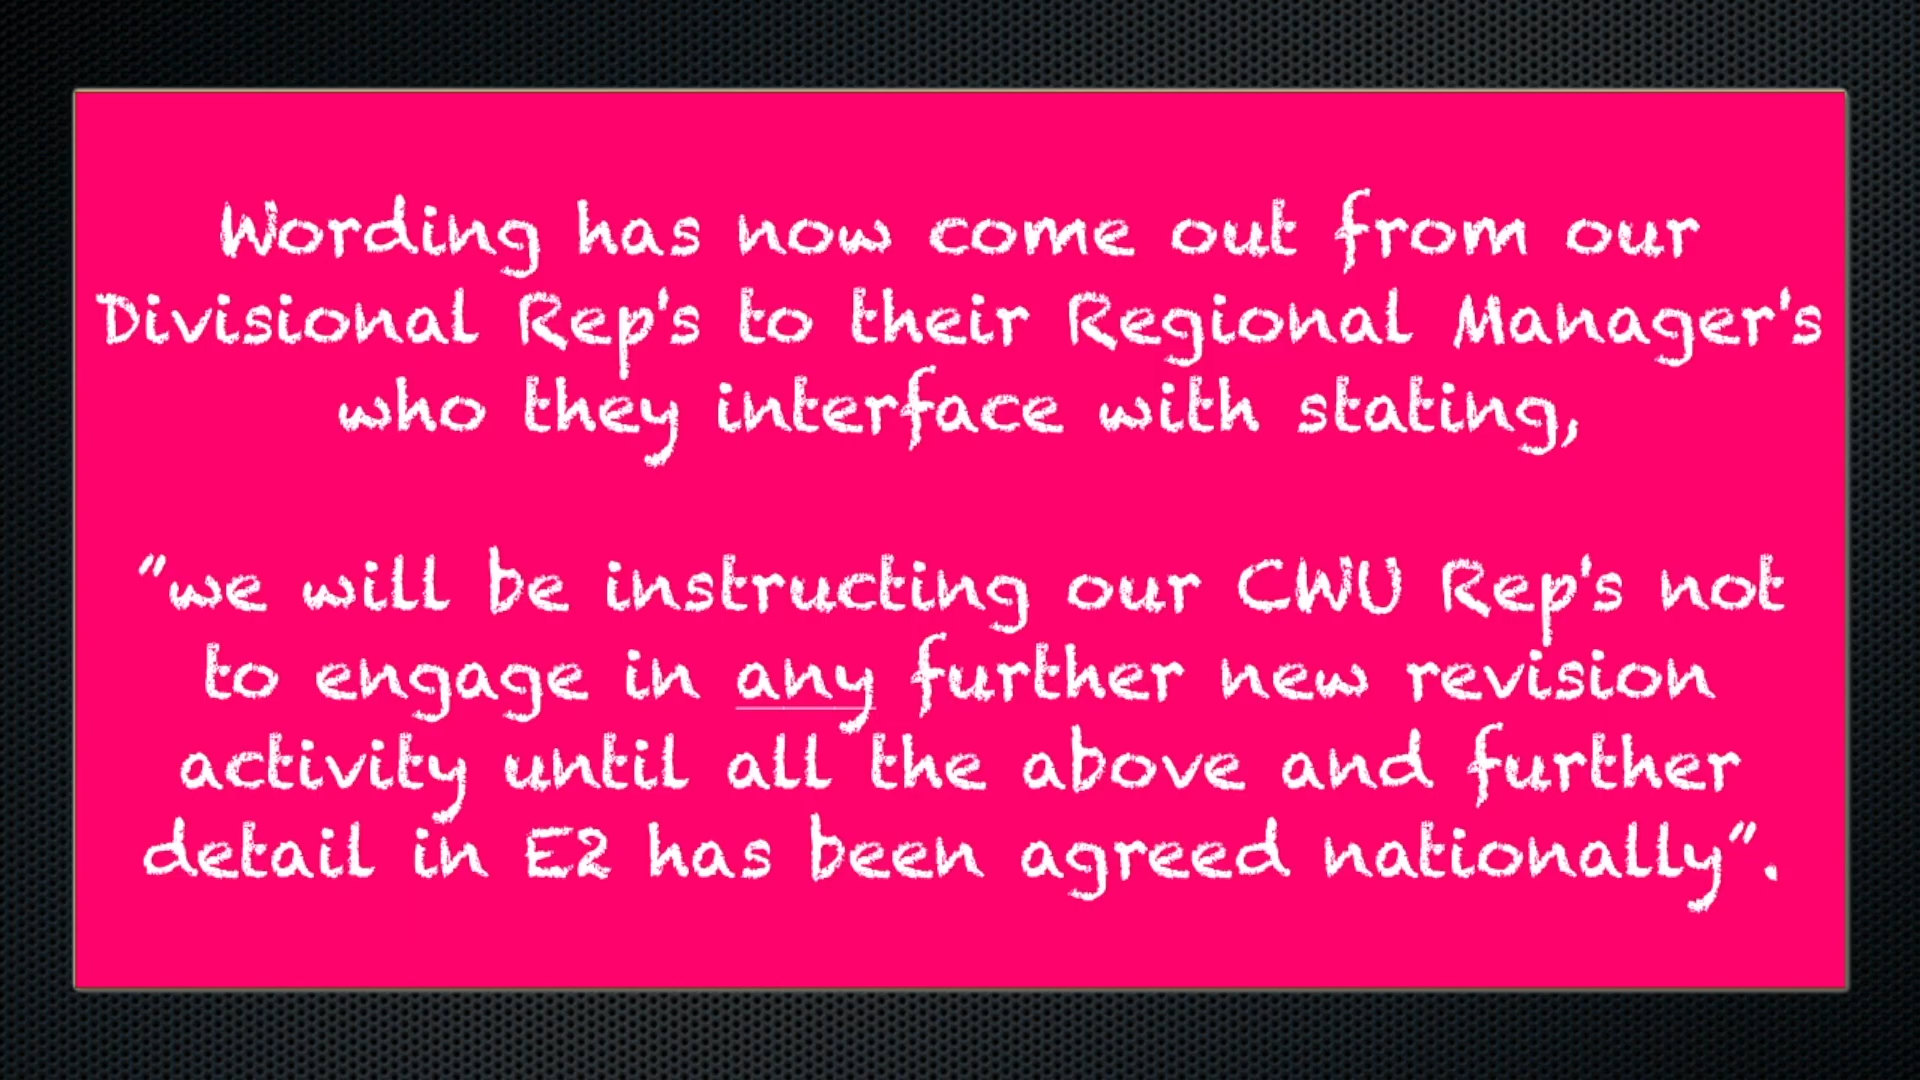 Wording has now come out from our
Divisional Rep's to their Regional Manager's
who they interface with stating,
"we will be instructing our CWU Rep's not
to engage in any further new revision
activity until all the above and further
detail in E2 has been agreed nationally".